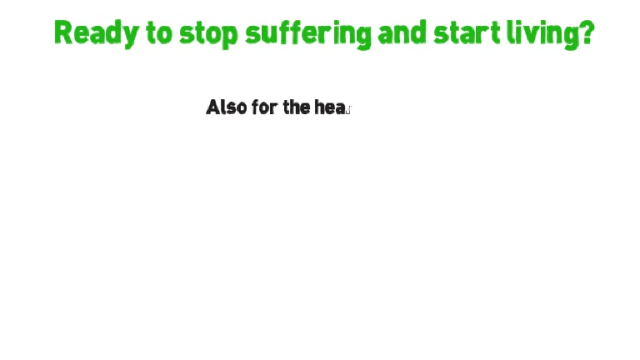 Ready to stop suffering and start living?
Also for the hea